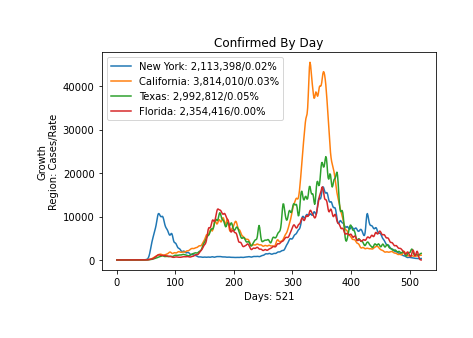 Confirmed By Day
New York: 2,113,398/0.02%
California: 3,814,010/0.03%
Texas: 2,992,812/0.05%
Florida: 2,354,416/0.00%
Growth
Region: Cases/Rate
40000
30000
20000
10000
0
0 100 200 300 400 500
Days: 521